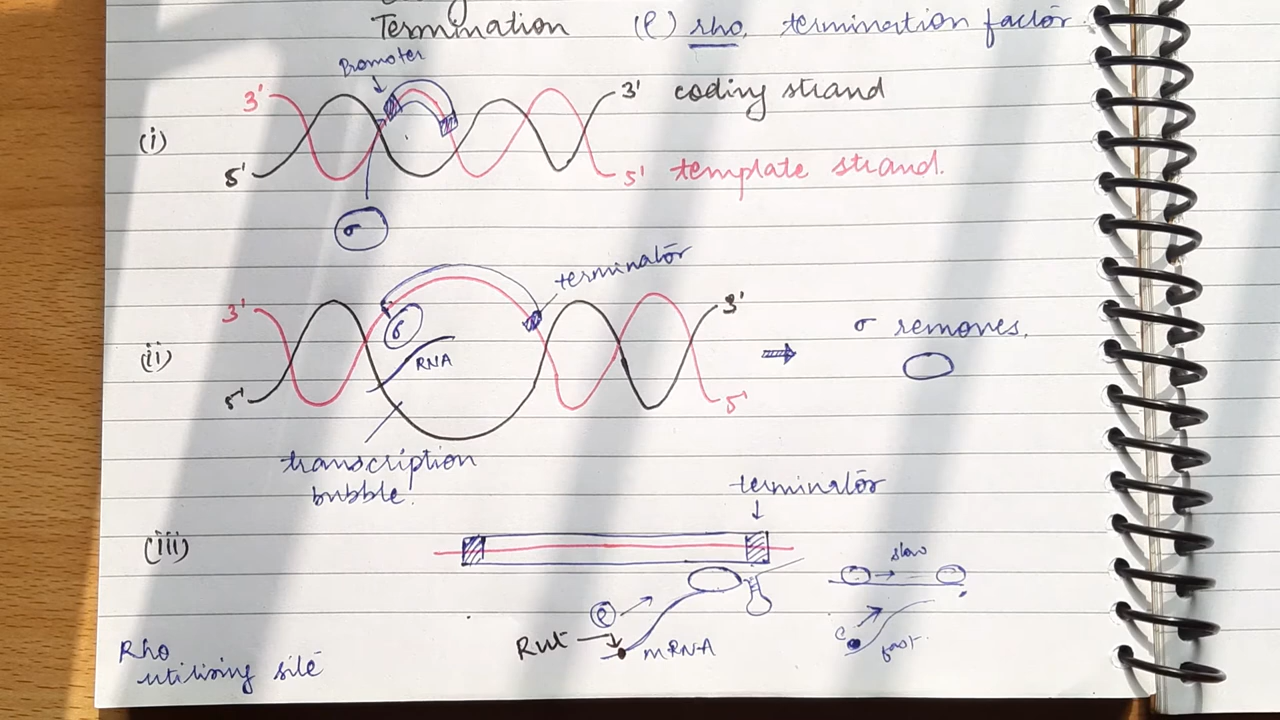 Termination (ρ) rho, termination factor
Promoter
3' 3' coding strand
(i)
5' 5' template strand.
σ
terminator
3' 3'
σ σ removes.
(ii) RNA
5' 5'
transcription
bubble!
terminator
(iii)
slow
ρ
Rut mRNA fast.
Rho
utilising site